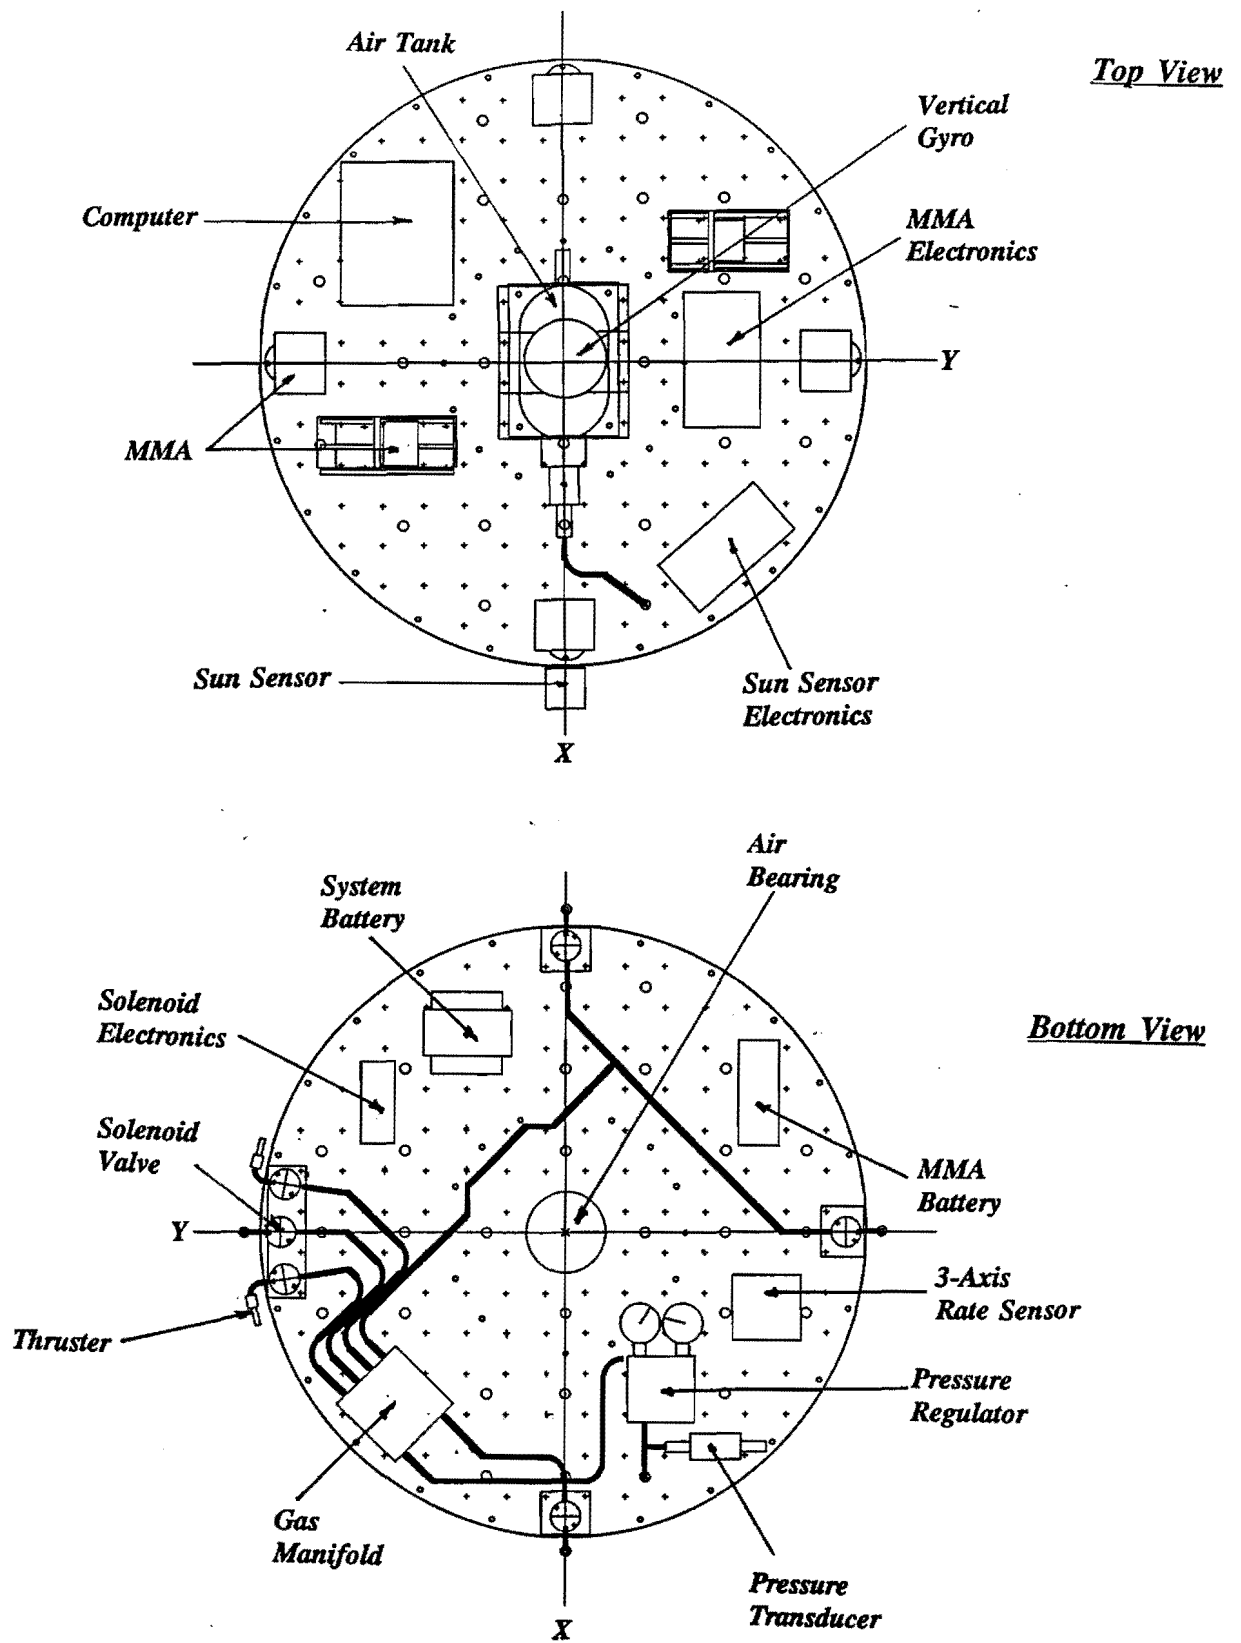 Air Tank
Top View
Vertical
Gyro
Computer
MMA
Electronics
Y
MMA
Sun Sensor
Sun Sensor
Electronics
X
Air
Bearing
System
Battery
Solenoid
Electronics
Bottom View
Solenoid
Valve
MMA
Battery
Y
3-Axis
Rate Sensor
Thruster
Pressure
Regulator
Gas
Manifold
Pressure
Transducer
X